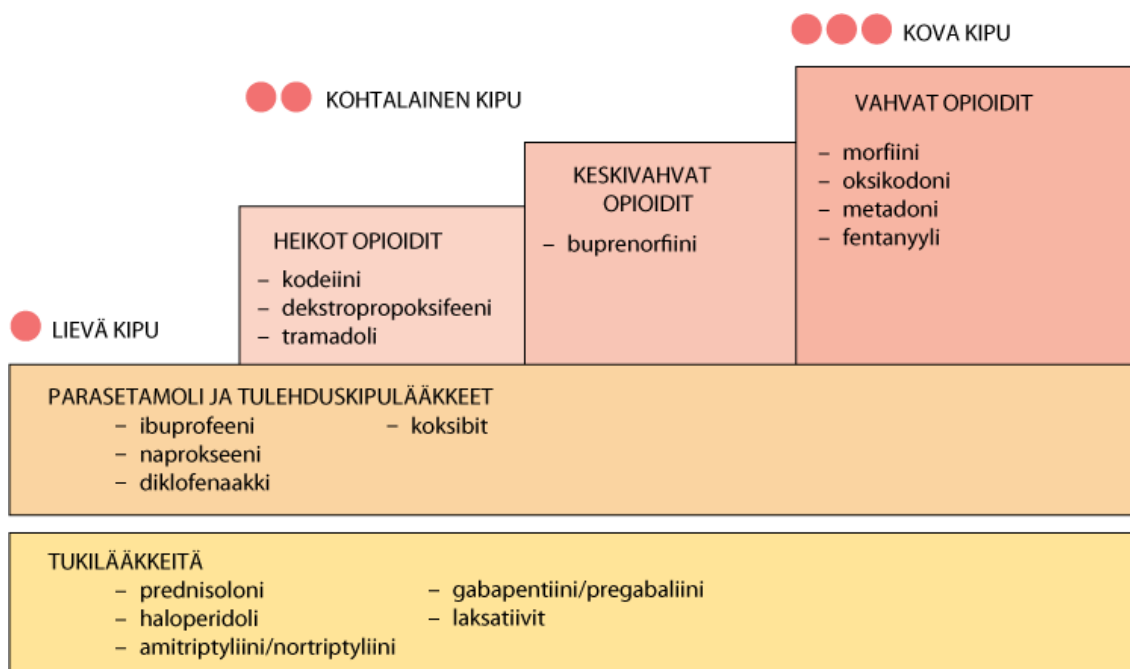 KOVA KIPU
VAHVAT OPIOIDIT
– morfiini
– oksikodoni
– metadoni
– fentanyyli
KOHTALAINEN KIPU
KESKIVAHVAT
OPIOIDIT
– buprenorfiini
HEIKOT OPIOIDIT
– kodeiini
– dekstropropoksifeeni
– tramadoli
LIEVÄ KIPU
PARASETAMOLI JA TULEHDUSKIPULÄÄKKEET
– ibuprofeeni
– naprokseeni
– diklofenaakki
– koksibit
TUKILÄÄKKEITÄ
– prednisoloni
– haloperidoli
– amitriptyliini/nortriptyliini
– gabapentiini/pregabaliini
– laksatiivit